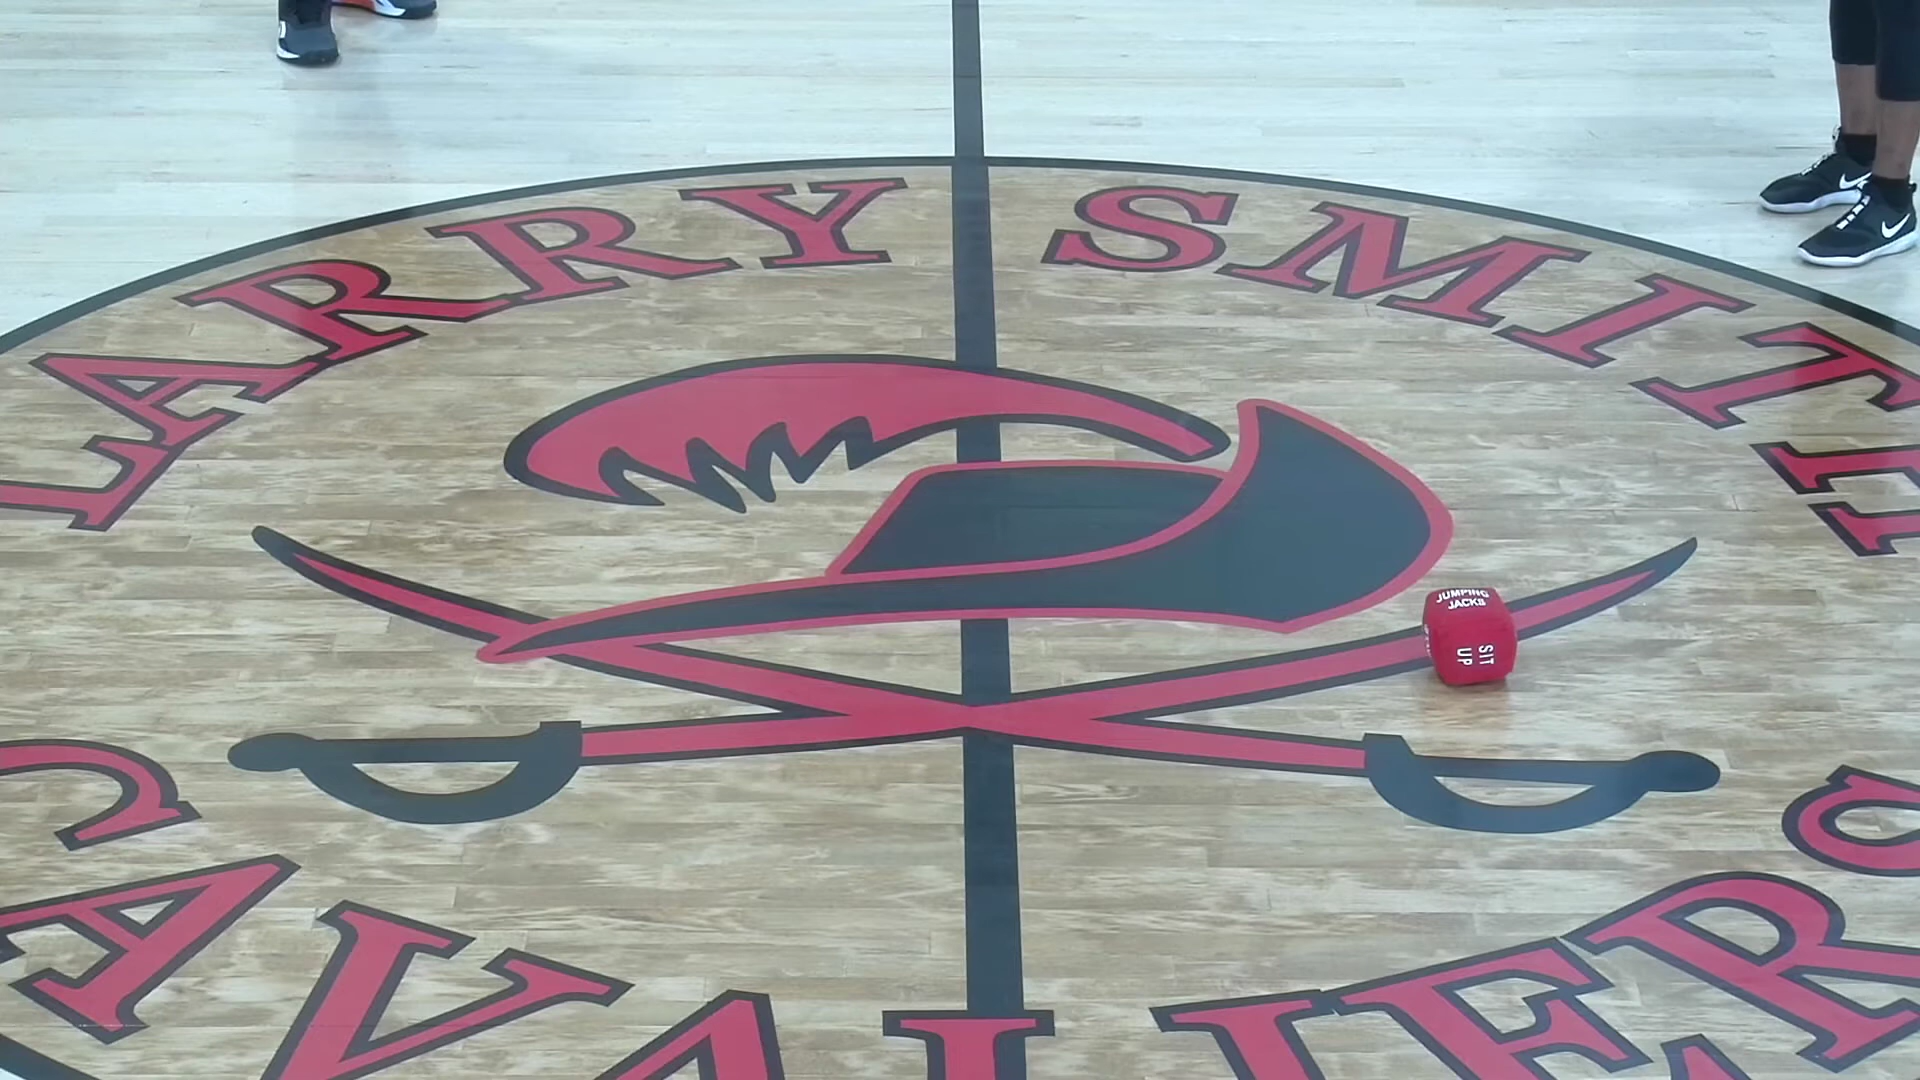 LARRY SMITH
JUMPING
JACKS
SIT
UP
CAVALIERS